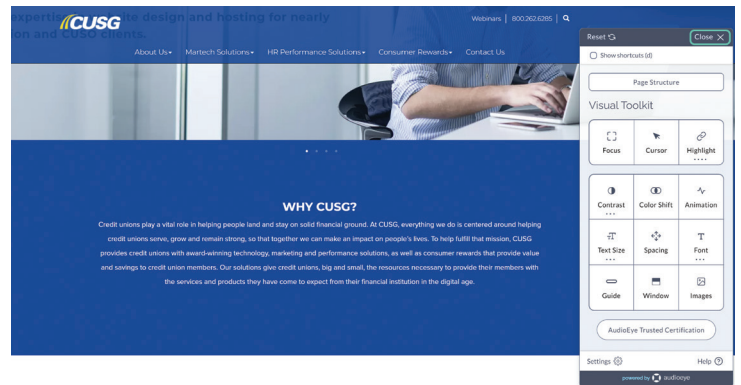 expertis    site design and hosting for nearly
on and CUSO clients.
CUSG
Webinars | 800.262.6285 |
About Us
Martech Solutions
HR Performance Solutions
Consumer Rewards
Contact Us
WHY CUSG?
Credit unions play a vital role in helping people land and stay on solid financial ground. At CUSG, everything we do is centered around helping
credit unions serve, grow and remain strong, so that together we can make an impact on people's lives. To help fulfill that mission, CUSG
provides credit unions with award-winning technology, marketing and performance solutions, as well as consumer rewards that provide value
and savings to credit union members. Our solutions give credit unions, big and small, the resources necessary to provide their members with
the services and products they have come to expect from their financial institution in the digital age.
Reset
Close
Show shortcuts (d)
Page Structure
Visual Toolkit
Focus
Cursor
Highlight
Contrast
Color Shift
Animation
Text Size
Spacing
Font
Guide
Window
Images
AudioEye Trusted Certification
Settings
Help
powered by audioeye